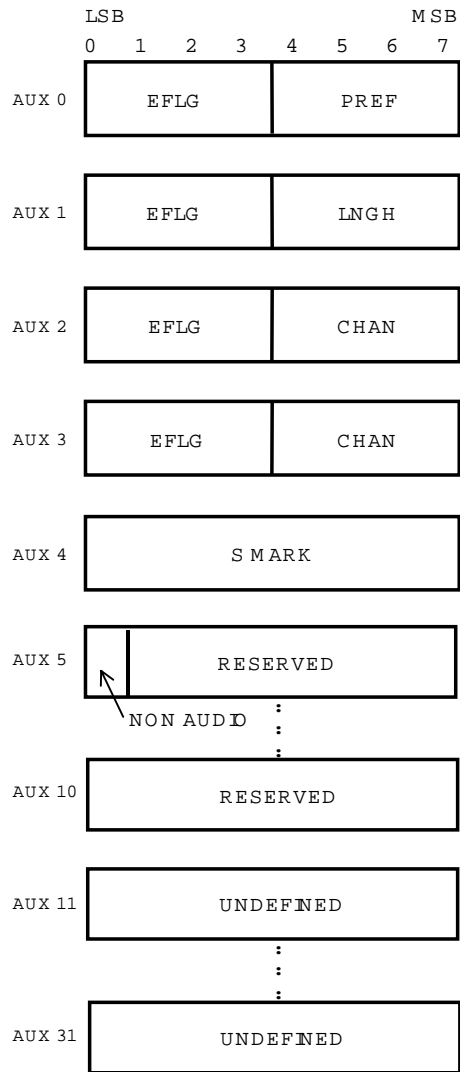 LSB MSB
0 1 2 3 4 5 6 7
AUX 0 EFLG PREF
AUX 1 EFLG LNGH
AUX 2 EFLG CHAN
AUX 3 EFLG CHAN
AUX 4 S MARK
AUX 5 RESERVED
NON AUDIO
AUX 10 RESERVED
AUX 11 UNDEFINED
AUX 31 UNDEFINED